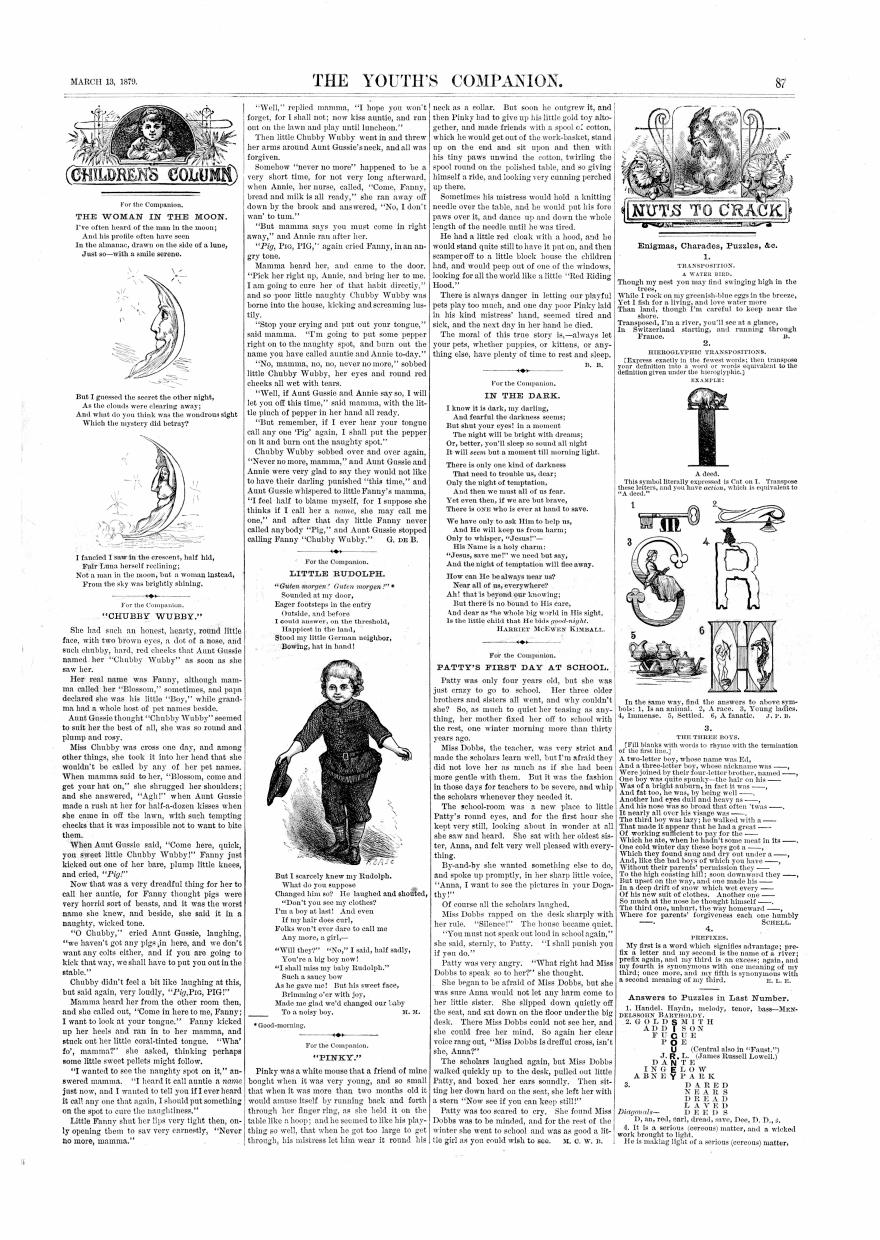 MARCH 13, 1879.
THE YOUTH'S COMPANION.
87
CHILDREN'S COLUMN
For the Companion.
THE WOMAN IN THE MOON.
I've often heard of the man in the moon;
And his profile often have seen
In the almanac, drawn on the side of a lune,
Just so—with a smile serene.
But I guessed the secret the other night,
As the clouds were clearing away;
And what do you think was the wondrous sight
Which the mystery did betray?
I fancied I saw in the crescent, half hid,
Fair Luna herself reclining;
Not a man in the moon, but a woman instead,
From the sky was brightly shining.
For the Companion.
"CHUBBY WUBBY."
She had such an honest, hearty, round little
face, with two brown eyes, a dot of a nose, and
such chubby, hard, red cheeks that Aunt Gussie
named her "Chubby Wubby" as soon as she
saw her.
Her real name was Fanny, although mam-
ma called her "Blossom," sometimes, and papa
declared she was his little "Boy," while grand-
ma had a whole host of pet names beside.
Aunt Gussie thought "Chubby Wubby" seemed
to suit her the best of all, she was so round and
plump and rosy.
Miss Chubby was cross one day, and among
other things, she took it into her head that she
wouldn't be called by any of her pet names.
When mamma said to her, "Blossom, come and
get your hat on," she shrugged her shoulders;
and she answered, "Agh!" when Aunt Gussie
made a rush at her for half-a-dozen kisses when
she came in off the lawn, with such tempting
cheeks that it was impossible not to want to bite
them.
When Aunt Gussie said, "Come here, quick,
you sweet little Chubby Wubby!" Fanny just
kicked out one of her bare, plump little knees,
and cried, "Pig!"
Now that was a very dreadful thing for her to
call her auntie, for Fanny thought pigs were
very horrid sort of beasts, and it was the worst
name she knew, and beside, she said it in a
naughty, wicked tone.
"O Chubby," cried Aunt Gussie, laughing,
"we haven't got any pigs in here, and we don't
want any colts either, and if you are going to
kick that way, we shall have to put you out in the
stable."
Chubby didn't feel a bit like laughing at this,
but said again, very loudly, "Pig, PIG, PIG!"
Mamma heard her from the other room then,
and she called out, "Come in here to me, Fanny;
I want to look at your tongue." Fanny kicked
up her heels and ran in to her mamma, and
stuck out her little coral-tinted tongue. "Wha'
fo', mamma?" she asked, thinking perhaps
some little sweet pellets might follow.
"I wanted to see the naughty spot on it," an-
swered mamma. "I heard it call auntie a name
just now, and I wanted to tell you if I ever heard
it call any one that again, I should put something
on the spot to cure the naughtiness."
Little Fanny shut her lips very tight then, on-
ly opening them to say very earnestly, "Never
no more, mamma."
"Well," replied mamma, "I hope you won't
forget, for I shall not; now kiss auntie, and run
out on the lawn and play until luncheon."
Then little Chubby Wubby went in and threw
her arms around Aunt Gussie's neck, and all was
forgiven.
Somehow "never no more" happened to be a
very short time, for not very long afterward,
when Annie, her nurse, called, "Come, Fanny,
bread and milk is all ready," she ran away off
down by the brook and answered, "No, I don't
wan' to tum."
"But mamma says you must come in right
away," and Annie ran after her.
"Pig, PIG, PIG," again cried Fanny, in an an-
gry tone.
Mamma heard her, and came to the door.
"Pick her right up, Annie, and bring her to me.
I am going to cure her of that habit directly,"
and so poor little naughty Chubby Wubby was
borne into the house, kicking and screaming lus-
tily.
"Stop your crying and put out your tongue,"
said mamma. "I'm going to put some pepper
right on to the naughty spot, and burn out the
name you have called auntie and Annie to-day."
"No, mamma, no, no, never no more," sobbed
little Chubby Wubby, her eyes and round red
cheeks all wet with tears.
"Well, if Aunt Gussie and Annie say so, I will
let you off this time," said mamma, with the lit-
tle pinch of pepper in her hand all ready.
"But remember, if I ever hear your tongue
call any one 'Pig' again, I shall put the pepper
on it and burn out the naughty spot."
Chubby Wubby sobbed over and over again,
"Never no more, mamma," and Aunt Gussie and
Annie were very glad to say they would not like
to have their darling punished "this time," and
Aunt Gussie whispered to little Fanny's mamma,
"I feel half to blame myself, for I suppose she
thinks if I call her a name, she may call me
one," and after that day little Fanny never
called anybody "Pig," and Aunt Gussie stopped
calling Fanny "Chubby Wubby." G. DE B.
For the Companion.
LITTLE RUDOLPH.
"Guten morgen! Guten morgen!"*
Sounded at my door,
Eager footsteps in the entry
Outside, and before
I could answer, on the threshold,
Happiest in the land,
Stood my little German neighbor,
Bowing, hat in hand!
But I scarcely knew my Rudolph.
What do you suppose
Changed him so? He laughed and shouted,
"Don't you see my clothes?
I'm a boy at last! And even
If my hair does curl,
Folks won't ever dare to call me
Any more, a girl,—
"Will they?" "No," I said, half sadly,
"You're a big boy now!
"I shall miss my baby Rudolph."
Such a saucy bow
As he gave me! But his sweet face,
Brimming o'er with joy,
Made me glad we'd changed our baby
To a noisy boy. M. M.
*Good-morning.
For the Companion.
"PINKY."
Pinky was a white mouse that a friend of mine
bought when it was very young, and so small
that when it was more than two months old it
would amuse itself by running back and forth
through her finger ring, as she held it on the
table like a hoop; and he seemed to like his play-
thing so well, that when he got too large to get
through, his mistress let him wear it round his
neck as a collar. But soon he outgrew it, and
then Pinky had to give up his little gold toy alto-
gether, and made friends with a spool of cotton,
which he would get out of the work-basket, stand
up on the end and sit upon and then with
his tiny paws unwind the cotton, twirling the
spool round on the polished table, and so giving
himself a ride, and looking very cunning perched
up there.
Sometimes his mistress would hold a knitting
needle over the table, and he would put his fore
paws over it, and dance up and down the whole
length of the needle until he was tired.
He had a little red cloak with a hood, and he
would stand quite still to have it put on, and then
scamper off to a little block house the children
had, and would peep out of one of the windows,
looking for all the world like a little "Red Riding
Hood."
There is always danger in letting our playful
pets play too much, and one day poor Pinky laid
in his kind mistress' hand, seemed tired and
sick, and the next day in her hand he died.
The moral of this true story is,—always let
your pets, whether puppies, or kittens, or any-
thing else, have plenty of time to rest and sleep.
B. B.
For the Companion.
IN THE DARK.
I know it is dark, my darling,
And fearful the darkness seems;
But shut your eyes! in a moment
The night will be bright with dreams;
Or, better, you'll sleep so sound all night
It will seem but a moment till morning light.
There is only one kind of darkness
That need to trouble us, dear;
Only the night of temptation,
And then we must all of us fear.
Yet even then, if we are but brave,
There is ONE who is ever at hand to save.
We have only to ask Him to help us,
And He will keep us from harm;
Only to whisper, "Jesus!"—
His Name is a holy charm:
"Jesus, save me!" we need but say,
And the night of temptation will flee away.
How can He be always near us?
Near all of us, everywhere?
Ah! that is beyond our knowing;
But there is no bound to His care,
And dear as the whole big world in His sight,
Is the little child that He bids good-night.
HARRIET MCEWEN KIMBALL.
For the Companion.
PATTY'S FIRST DAY AT SCHOOL.
Patty was only four years old, but she was
just crazy to go to school. Her three older
brothers and sisters all went, and why couldn't
she? So, as much to quiet her teasing as any-
thing, her mother fixed her off to school with
the rest, one winter morning more than thirty
years ago.
Miss Dobbs, the teacher, was very strict and
made the scholars learn well, but I'm afraid they
did not love her as much as if she had been
more gentle with them. But it was the fashion
in those days for teachers to be severe, and whip
the scholars whenever they needed it.
The school-room was a new place to little
Patty's round eyes, and for the first hour she
kept very still, looking about in wonder at all
she saw and heard. She sat with her oldest sis-
ter, Anna, and felt very well pleased with every-
thing.
By-and-by she wanted something else to do,
and spoke up promptly, in her sharp little voice,
"Anna, I want to see the pictures in your Doga-
thy!"
Of course all the scholars laughed.
Miss Dobbs rapped on the desk sharply with
her rule. "Silence!" The house became quiet.
"You must not speak out loud in school again,"
she said, sternly, to Patty. "I shall punish you
if you do."
Patty was very angry. "What right had Miss
Dobbs to speak so to her?" she thought.
She began to be afraid of Miss Dobbs, but she
was sure Anna would not let any harm come to
her little sister. She slipped down quietly off
the seat, and sat down on the floor under the big
desk. There Miss Dobbs could not see her, and
she could free her mind. So again her clear
voice rang out, "Miss Dobbs is dreffful cross, isn't
she, Anna?"
The scholars laughed again, but Miss Dobbs
walked quickly up to the desk, pulled out little
Patty, and boxed her ears soundly. Then sit-
ting her down hard on the seat, she left her with
a stern "Now see if you can keep still!"
Patty was too scared to cry. She found Miss
Dobbs was to be minded, and for the rest of the
winter she went to school and was as good a lit-
tle girl as you could wish to see. M. C. W. B.
NUTS TO CRACK
Enigmas, Charades, Puzzles, &c.
1.
TRANSPOSITION.
A WATER BIRD.
Though my nest you may find swinging high in the
trees,
While I rock on my greenish-blue eggs in the breeze,
Yet I fish for a living, and love water more
Than land, though I'm careful to keep near the
shore.
Transposed, I'm a river, you'll see at a glance,
In Switzerland starting, and running through
France. B.
2.
HIEROGLYPHIC TRANSPOSITIONS.
[Express exactly in the fewest words; then transpose
your definition into a word or words equivalent to the
definition given under the hieroglyphic.]
EXAMPLE:
A deed.
This symbol literally expressed is Cat on I. Transpose
these letters, and you have action, which is equivalent to
"A deed."
1
2
3
4
5
6
In the same way, find the answers to above sym-
bols: 1, Is an animal. 2, A race. 3, Young ladies.
4, Immense. 5, Settled. 6, A fanatic. J. P. B.
3.
THE THREE BOYS.
[Fill blanks with words to rhyme with the termination
of the first line.]
A two-letter boy, whose name was Ed,
And a three-letter boy, whose nickname was ——,
Were joined by their four-letter brother, named ——,
One boy was quite spunky—the hair on his ——
Was of a bright auburn, in fact it was ——,
And fat too, he was, by being well ——.
Another had eyes dull and heavy as ——,
And his nose was so broad that often 'twas ——.
It nearly all over his visage was ——.
The third boy was lazy; he walked with a ——
That made it appear that he had a great ——
Of working sufficient to pay for the ——
Which he ate, when he hadn't some meat in its ——.
One cold winter day these boys got a ——,
Which they found snug and dry out under a ——,
And, like the bad boys of which you have ——,
Without their parents' permission they ——
To the high coasting hill; soon downward they ——,
But upset on the way, and one made his ——
In a deep drift of snow which wet every ——
Of his new suit of clothes. Another one ——
So much at the nose he thought himself ——.
The third one, unhurt, the way homeward ——,
Where for parents' forgiveness each one humbly
——. SCHELL.
4.
PREFIXES.
My first is a word which signifies advantage; pre-
fix a letter and my second is the name of a river;
prefix again, and my third is an excess; again, and
my fourth is synonymous with one meaning of my
third; once more, and my fifth is synonymous with
a second meaning of my third. E. L. E.
Answers to Puzzles in Last Number.
1. Handel, Haydn, melody, tenor, bass—MEN-
DELSSOHN BARTHOLDY.
2. GOLDSMITH
ADDISON
FUGUE
POE
U (Central also in "Faust.")
J. R. L. (James Russell Lowell.)
DANTE
INGELOW
ABNEY PARK
3. DARED
NEARS
DREAD
LAVED
DEEDS
Diagonals—
D, an, red, earl, dread, save, Dee, D. D., s.
4. It is a serious (cereous) matter, and a wicked
work brought to light.
He is making light of a serious (cereous) matter.